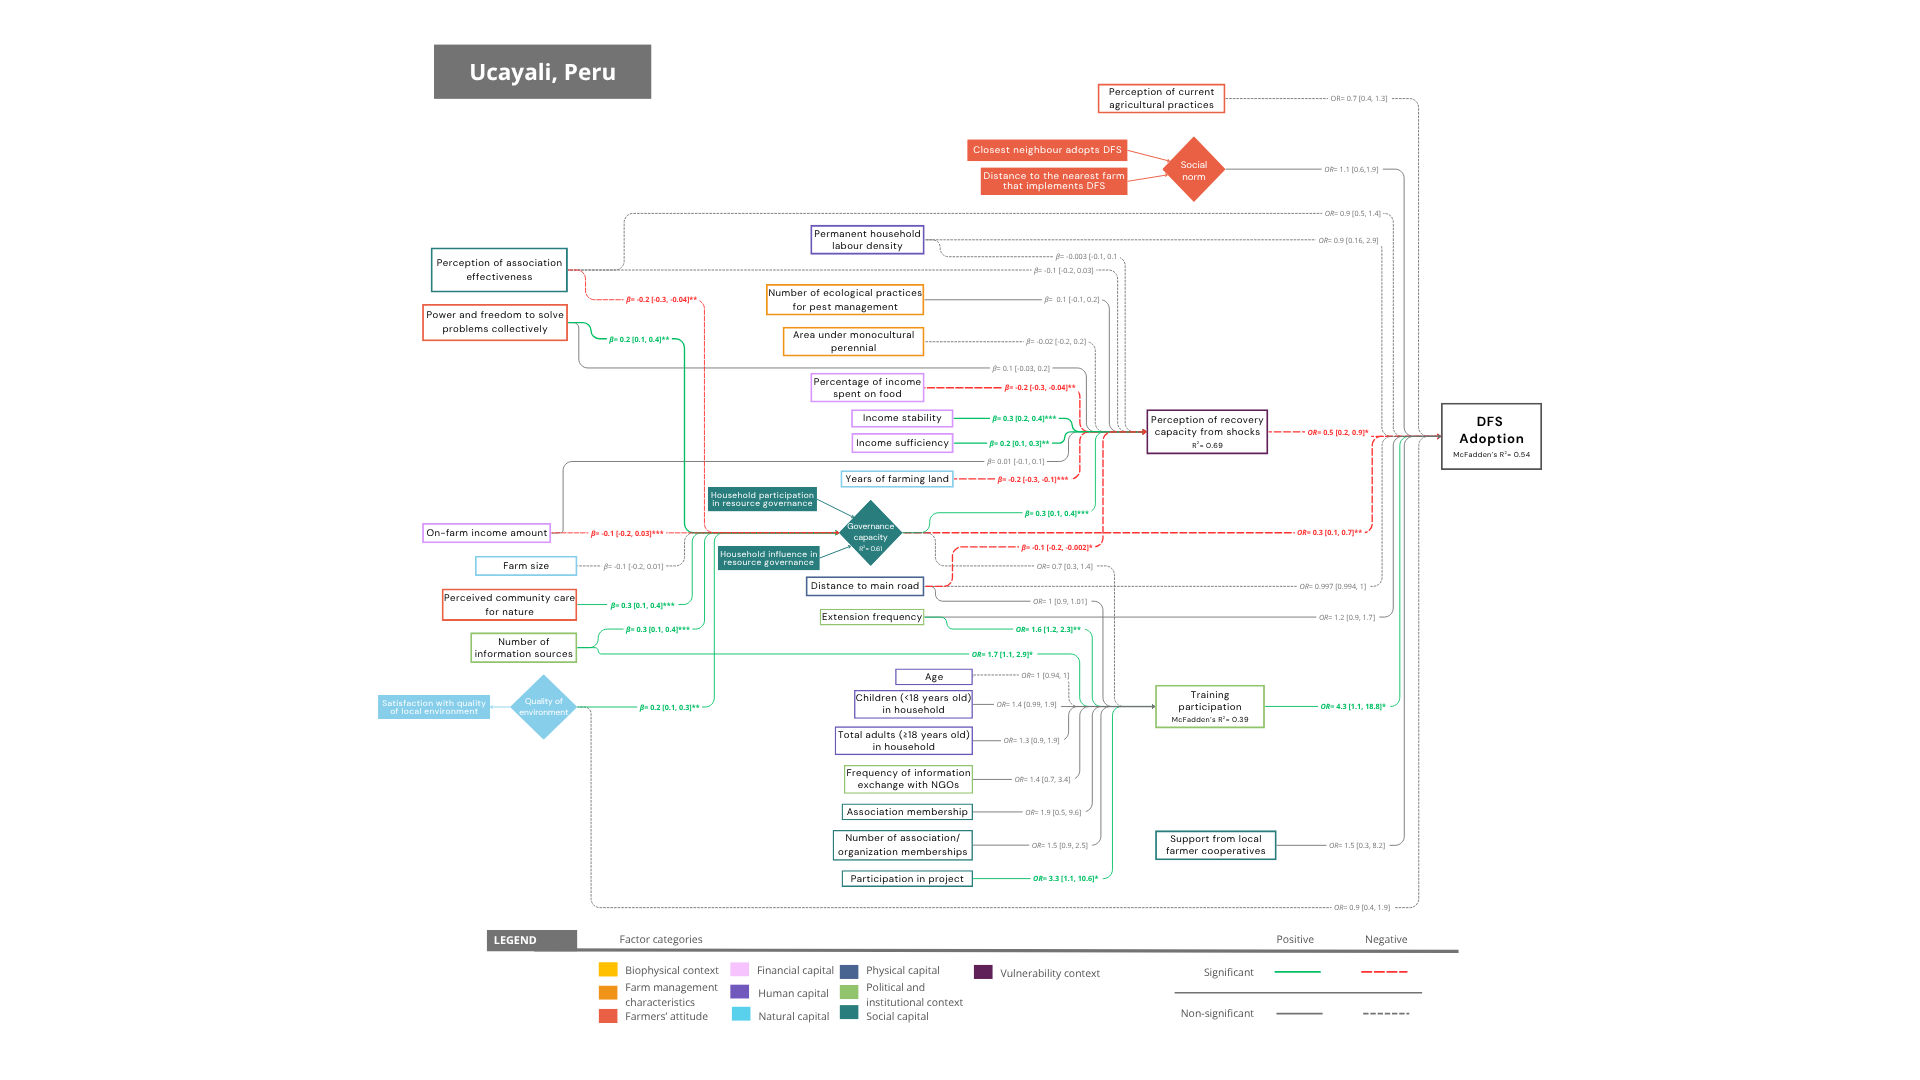 Ucayali, Peru
Perception of current
agricultural practices
OR= 0.7 [0.4, 1.3]
Closest neighbour adopts DFS
Distance to the nearest farm
that implements DFS
Social
norm
OR= 1.1 [0.6,1.9]
OR= 0.9 [0.5, 1.4]
Permanent household
labour density
OR= 0.9 [0.16, 2.9]
β= -0.003 [-0.1, 0.1
Perception of association
effectiveness
β= -0.1 [-0.2, 0.03]
β= -0.2 [-0.3, -0.04]**
Number of ecological practices
for pest management
β= 0.1 [-0.1, 0.2]
Power and freedom to solve
problems collectively
β= 0.2 [0.1, 0.4]**
Area under monocultural
perennial
β= -0.02 [-0.2, 0.2]
β= 0.1 [-0.03, 0.2]
Percentage of income
spent on food
β= -0.2 [-0.3, -0.04]**
Income stability
β= 0.3 [0.2, 0.4]***
Income sufficiency
β= 0.2 [0.1, 0.3]**
Perception of recovery
capacity from shocks
R²= 0.69
OR= 0.5 [0.2, 0.9]*
DFS
Adoption
McFadden's R²= 0.54
β= 0.01 [-0.1, 0.1]
Years of farming land
β= -0.2 [-0.3, -0.1]***
Household participation
in resource governance
Governance
capacity
R²= 0.61
β= 0.3 [0.1, 0.4]***
On-farm income amount
β= -0.1 [-0.2, 0.03]***
OR= 0.3 [0.1, 0.7]**
Household influence in
resource governance
β= -0.1 [-0.2, -0.002]*
Farm size
β= -0.1 [-0.2, 0.01]
OR= 0.7 [0.3, 1.4]
Distance to main road
OR= 0.997 [0.994, 1]
Perceived community care
for nature
β= 0.3 [0.1, 0.4]***
OR= 1 [0.9, 1.01]
Extension frequency
OR= 1.2 [0.9, 1.7]
β= 0.3 [0.1, 0.4]***
OR= 1.6 [1.2, 2.3]**
Number of
information sources
OR= 1.7 [1.1, 2.9]*
Age
OR= 1 [0.94, 1]
Satisfaction with quality
of local environment
Quality of
environment
β= 0.2 [0.1, 0.3]**
Children (<18 years old)
in household
OR= 1.4 [0.99, 1.9]
Training
participation
McFadden's R²= 0.39
OR= 4.3 [1.1, 18.8]*
Total adults (≥18 years old)
in household
OR= 1.3 [0.9, 1.9]
Frequency of information
exchange with NGOs
OR= 1.4 [0.7, 3.4]
Association membership
OR= 1.9 [0.5, 9.6]
Number of association/
organization memberships
OR= 1.5 [0.9, 2.5]
Support from local
farmer cooperatives
OR= 1.5 [0.3, 8.2]
Participation in project
OR= 3.3 [1.1, 10.6]*
OR= 0.9 [0.4, 1.9]
LEGEND
Factor categories
Positive
Negative
Biophysical context
Farm management
characteristics
Farmers' attitude
Financial capital
Human capital
Natural capital
Physical capital
Political and
institutional context
Social capital
Vulnerability context
Significant
Non-significant